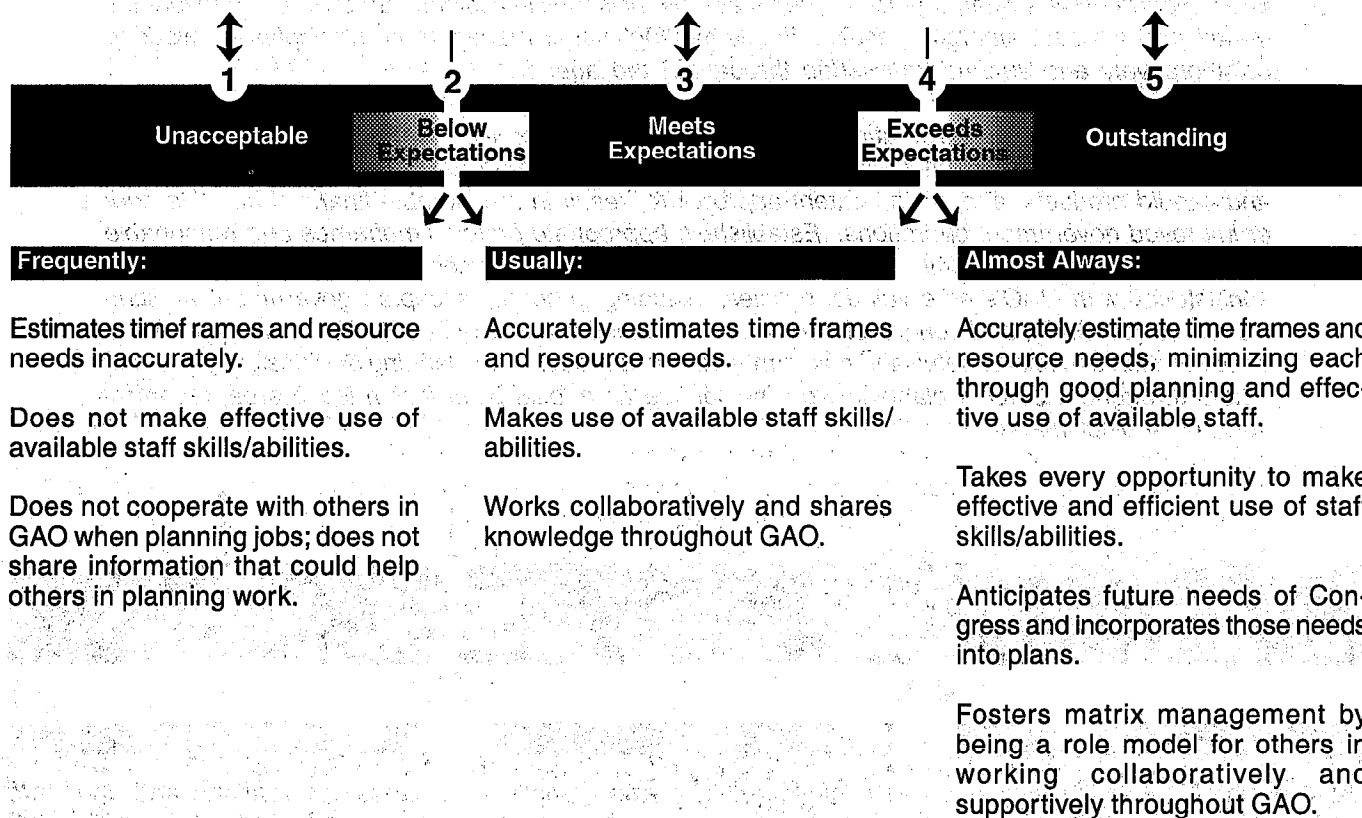 1 2 3 4 5
Unacceptable
Below
Expectations
Meets
Expectations
Exceeds
Expectations
Outstanding
Frequently:
Estimates timef rames and resource
needs inaccurately.
Does not make effective use of
available staff skills/abilities.
Does not cooperate with others in
GAO when planning jobs; does not
share information that could help
others in planning work.
Usually:
Accurately estimates time frames
and resource needs.
Makes use of available staff skills/
abilities.
Works collaboratively and shares
knowledge throughout GAO.
Almost Always:
Accurately estimate time frames and
resource needs, minimizing each
through good planning and effec
tive use of available staff.
Takes every opportunity to make
effective and efficient use of staf
skills/abilities.
Anticipates future needs of Con-
gress and incorporates those needs
into plans.
Fosters matrix management by
being a role model for others in
working collaboratively and
supportively throughout GAO.